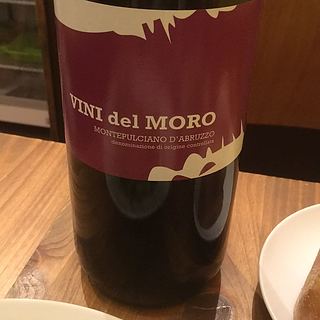 VINI del MORO
MONTEPULCIANO D'ABRUZZO
denominazione di origine controllata